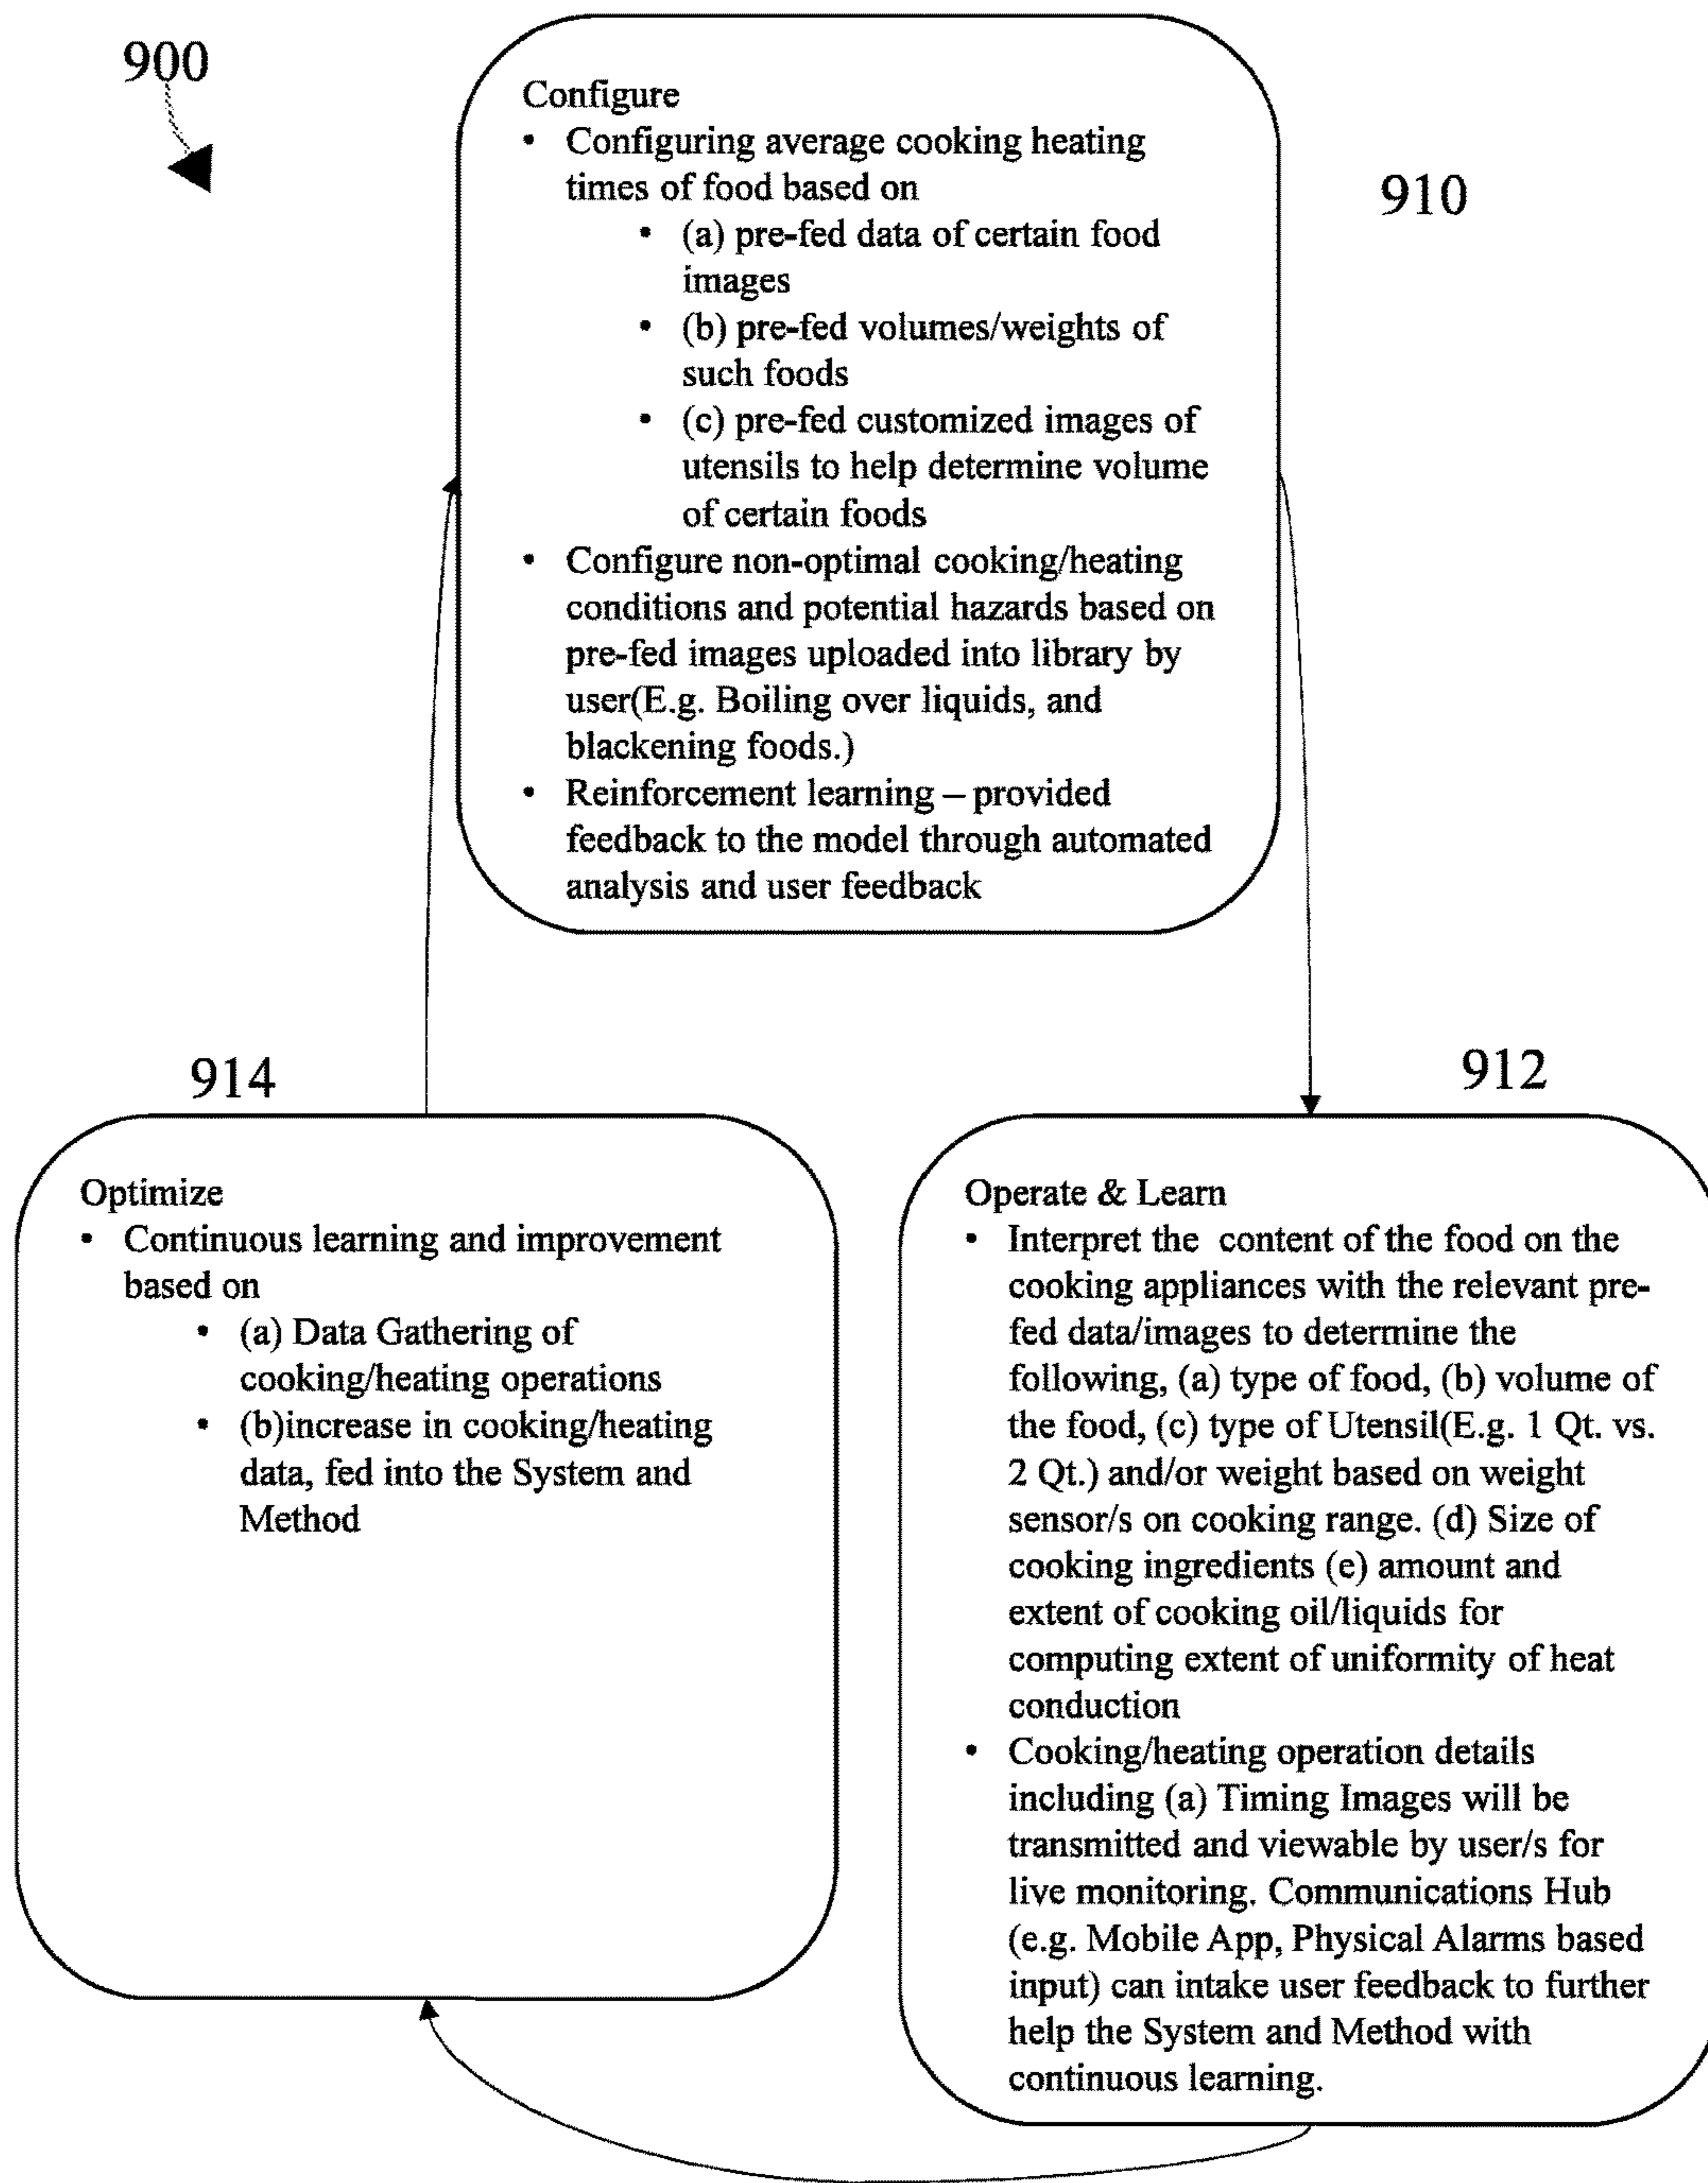 900
Configure
• Configuring average cooking heating
times of food based on
• (a) pre-fed data of certain food
images
• (b) pre-fed volumes/weights of
such foods
• (c) pre-fed customized images of
utensils to help determine volume
of certain foods
• Configure non-optimal cooking/heating
conditions and potential hazards based on
pre-fed images uploaded into library by
user(E.g. Boiling over liquids, and
blackening foods.)
• Reinforcement learning – provided
feedback to the model through automated
analysis and user feedback
910
914
Optimize
• Continuous learning and improvement
based on
• (a) Data Gathering of
cooking/heating operations
• (b)increase in cooking/heating
data, fed into the System and
Method
912
Operate & Learn
• Interpret the content of the food on the
cooking appliances with the relevant pre-
fed data/images to determine the
following, (a) type of food, (b) volume of
the food, (c) type of Utensil(E.g. 1 Qt. vs.
2 Qt.) and/or weight based on weight
sensor/s on cooking range. (d) Size of
cooking ingredients (e) amount and
extent of cooking oil/liquids for
computing extent of uniformity of heat
conduction
• Cooking/heating operation details
including (a) Timing Images will be
transmitted and viewable by user/s for
live monitoring. Communications Hub
(e.g. Mobile App, Physical Alarms based
input) can intake user feedback to further
help the System and Method with
continuous learning.